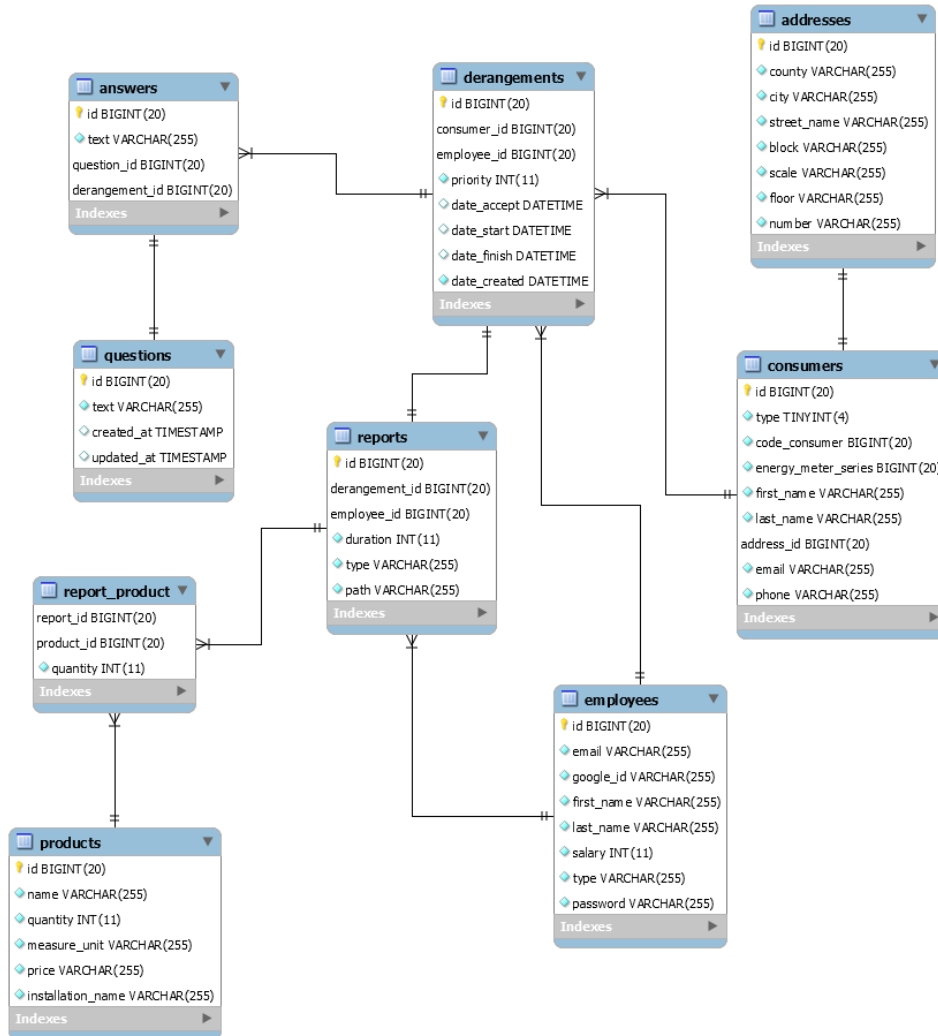 addresses
id BIGINT(20)
county VARCHAR(255)
city VARCHAR(255)
street_name VARCHAR(255)
block VARCHAR(255)
scale VARCHAR(255)
floor VARCHAR(255)
number VARCHAR(255)
Indexes
answers
id BIGINT(20)
text VARCHAR(255)
question_id BIGINT(20)
derangement_id BIGINT(20)
Indexes
derangements
id BIGINT(20)
consumer_id BIGINT(20)
employee_id BIGINT(20)
priority INT(11)
date_accept DATETIME
date_start DATETIME
date_finish DATETIME
date_created DATETIME
Indexes
questions
id BIGINT(20)
text VARCHAR(255)
created_at TIMESTAMP
updated_at TIMESTAMP
Indexes
consumers
id BIGINT(20)
type TINYINT(4)
code_consumer BIGINT(20)
energy_meter_series BIGINT(20)
first_name VARCHAR(255)
last_name VARCHAR(255)
address_id BIGINT(20)
email VARCHAR(255)
phone VARCHAR(255)
Indexes
reports
id BIGINT(20)
derangement_id BIGINT(20)
employee_id BIGINT(20)
duration INT(11)
type VARCHAR(255)
path VARCHAR(255)
Indexes
report_product
report_id BIGINT(20)
product_id BIGINT(20)
quantity INT(11)
Indexes
employees
id BIGINT(20)
email VARCHAR(255)
google_id VARCHAR(255)
first_name VARCHAR(255)
last_name VARCHAR(255)
salary INT(11)
type VARCHAR(255)
password VARCHAR(255)
Indexes
products
id BIGINT(20)
name VARCHAR(255)
quantity INT(11)
measure_unit VARCHAR(255)
price VARCHAR(255)
installation_name VARCHAR(255)
Indexes